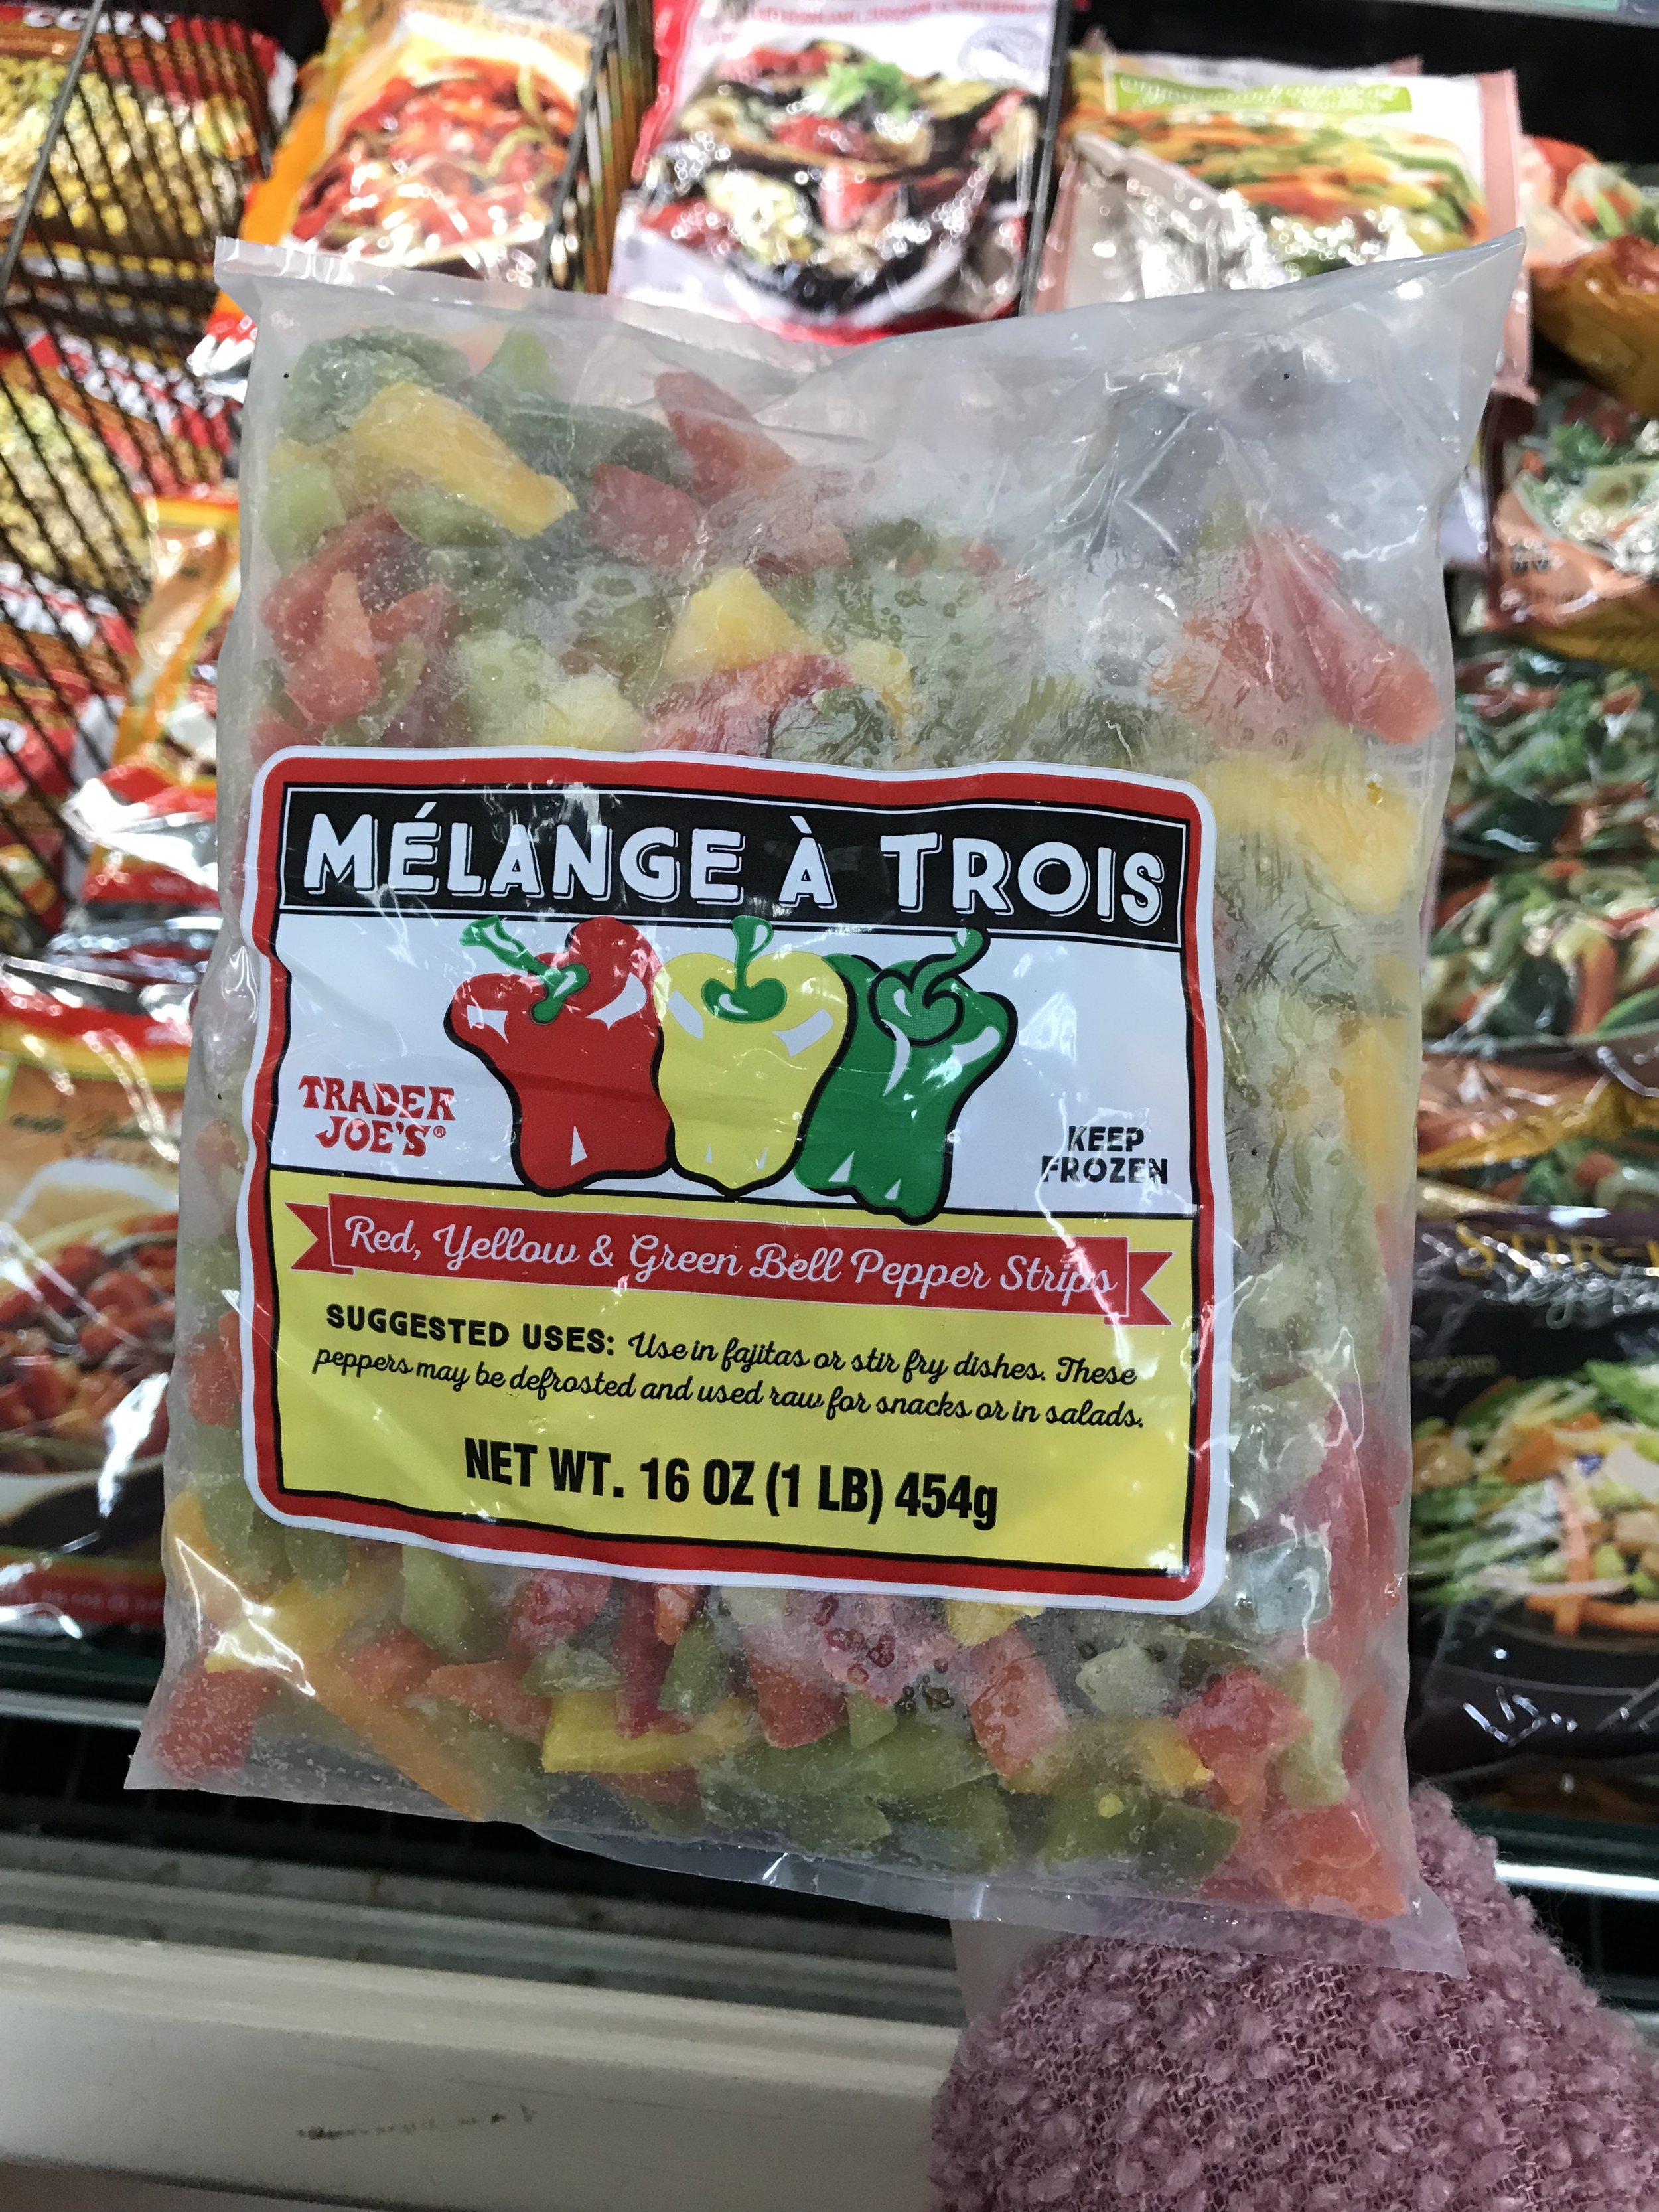 MÉLANGE À TROIS
TRADER
JOE'S®
KEEP
FROZEN
Red, Yellow & Green Bell Pepper Strips
SUGGESTED USES: Use in fajitas or stir fry dishes. These
peppers may be defrosted and used raw for snacks or in salads.
NET WT. 16 OZ (1 LB) 454g